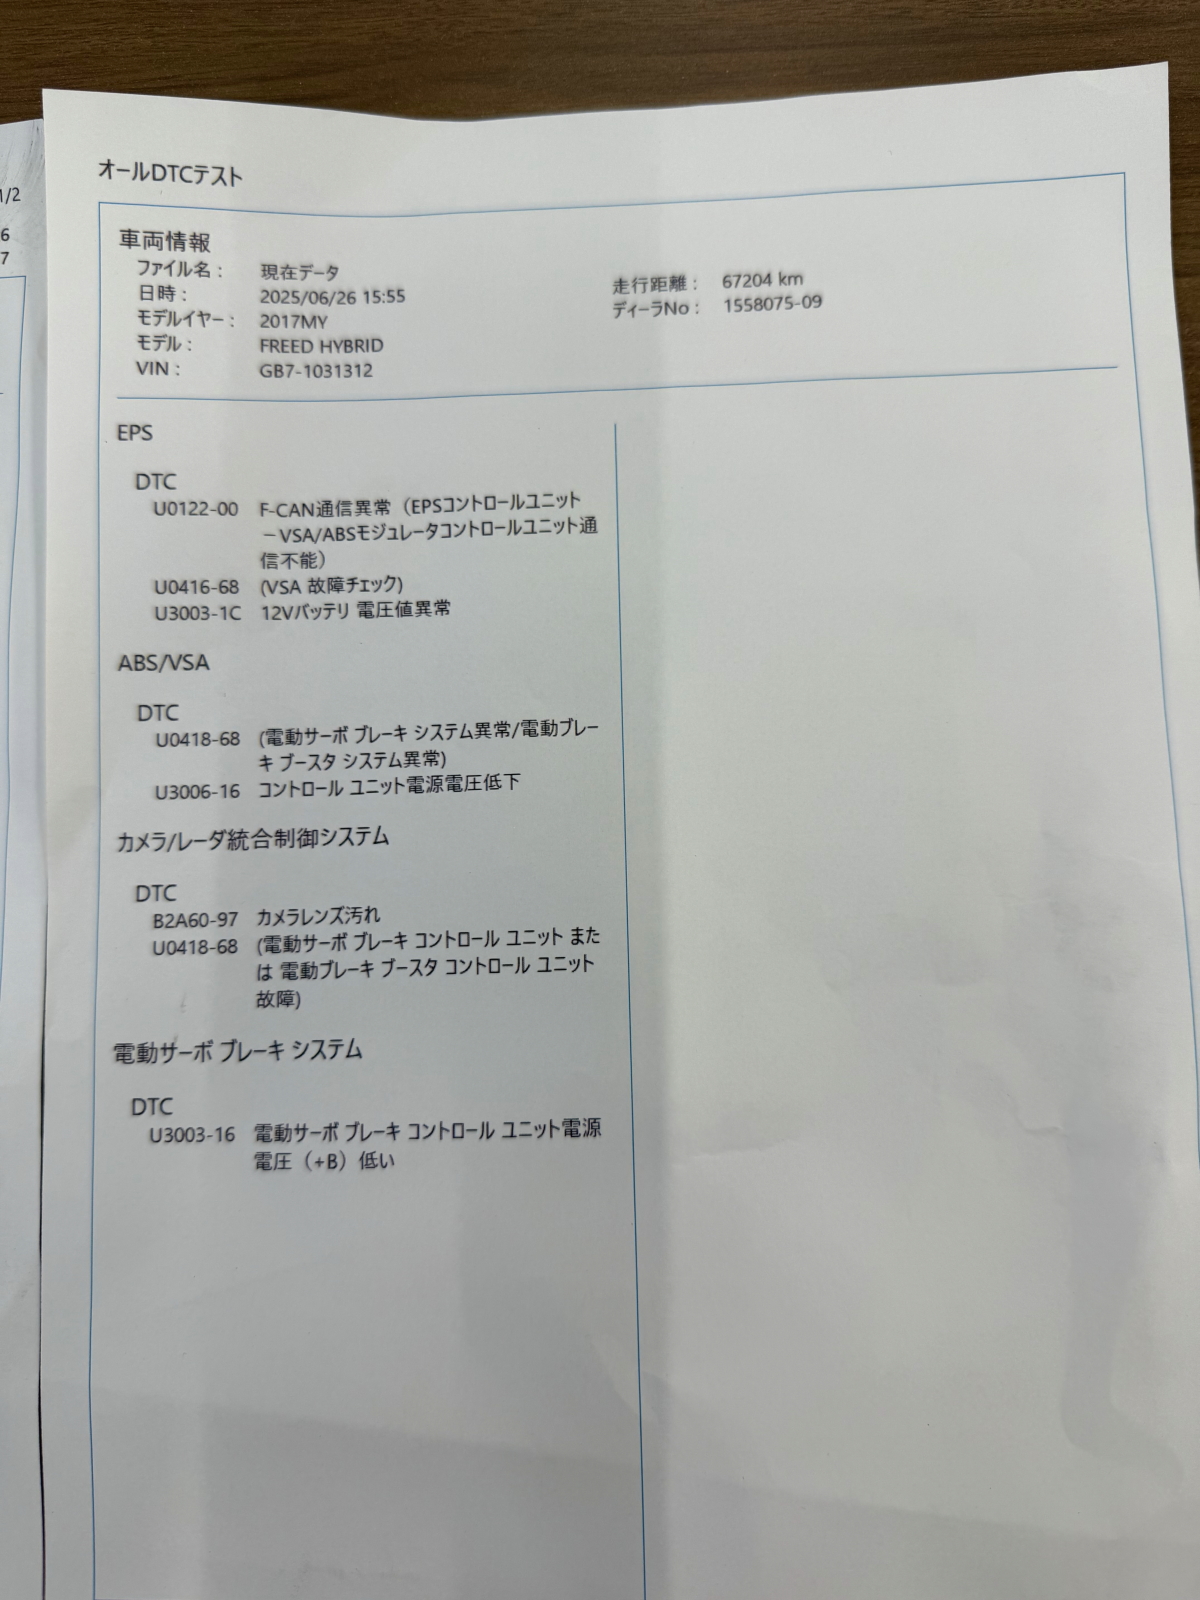 1/2
6
7
オールDTCテスト
車両情報
ファイル名： 現在データ
日時： 2025/06/26 15:55
モデルイヤー： 2017MY
モデル： FREED HYBRID
VIN： GB7-1031312
走行距離： 67204 km
ディーラNo： 1558075-09
EPS
DTC
U0122-00 F-CAN通信異常（EPSコントロールユニット
－VSA/ABSモジュレータコントロールユニット通
信不能）
U0416-68 (VSA 故障チェック)
U3003-1C 12Vバッテリ 電圧値異常
ABS/VSA
DTC
U0418-68 (電動サーボ ブレーキ システム異常/電動ブレー
キ ブースタ システム異常)
U3006-16 コントロール ユニット電源電圧低下
カメラ/レーダ統合制御システム
DTC
B2A60-97 カメラレンズ汚れ
U0418-68 (電動サーボ ブレーキ コントロール ユニット また
は 電動ブレーキ ブースタ コントロール ユニット
故障)
電動サーボ ブレーキ システム
DTC
U3003-16 電動サーボ ブレーキ コントロール ユニット電源
電圧（+B）低い